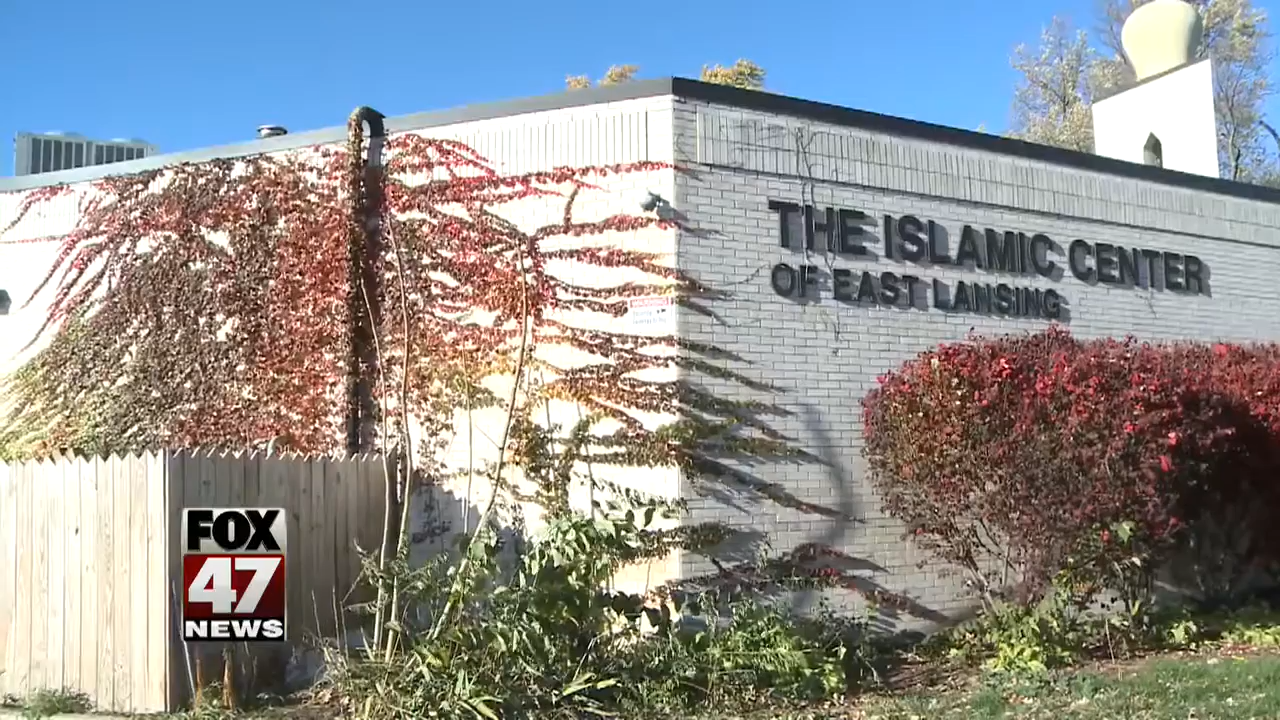 THE ISLAMIC CENTER
OF EAST LANSING
FOX
47
NEWS